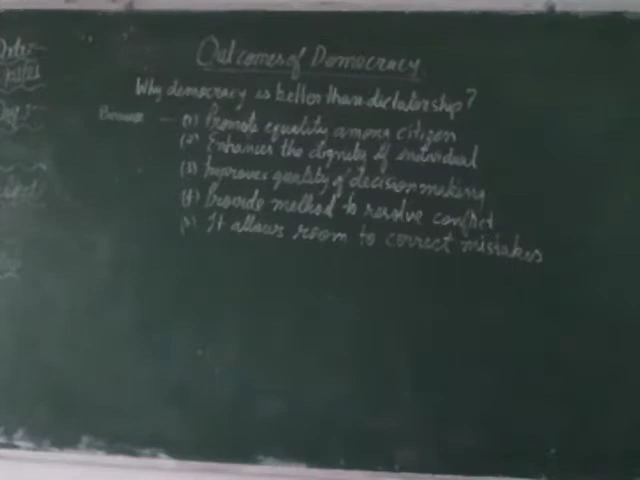 Outcomes of Democracy
Why democracy is better than dictatorship?
Because — (1) Promote equality among citizen
(2) Enhances the dignity of individual
(3) Improves quality of decision making
(4) Provide method to resolve conflict
(5) It allows room to correct mistakes